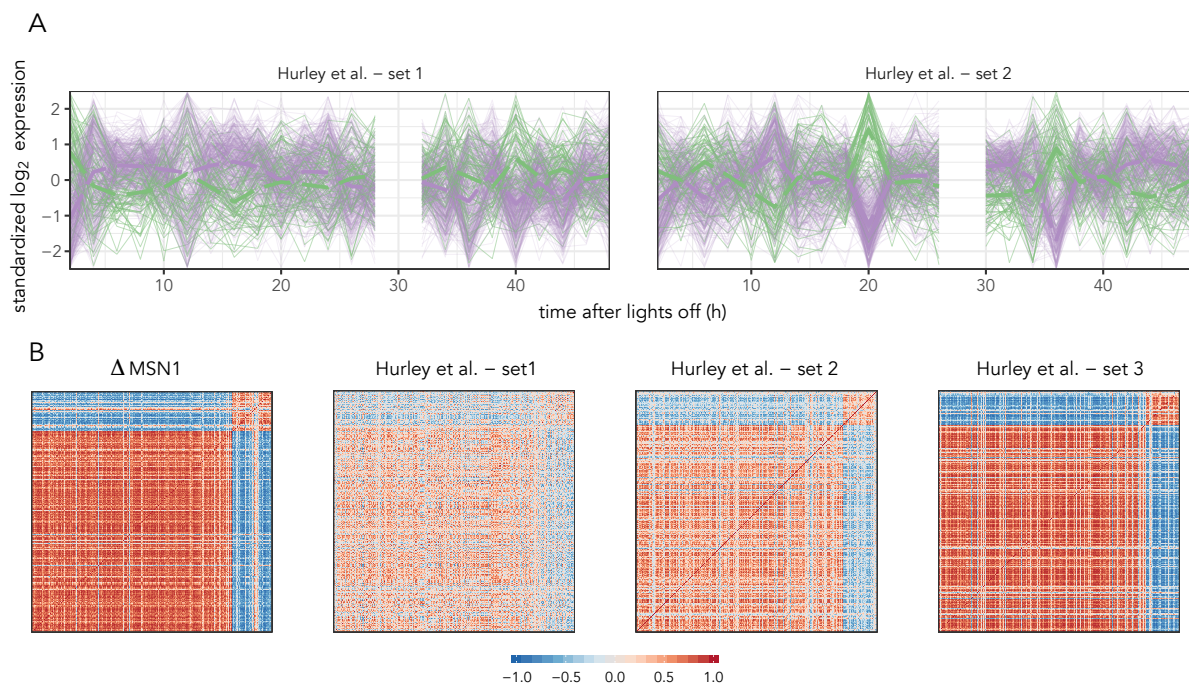 A
Hurley et al. – set 1
Hurley et al. – set 2
standardized log2 expression
2
1
0
−1
−2
10
20
30
40
10
20
30
40
time after lights off (h)
B
Δ MSN1
Hurley et al. – set1
Hurley et al. – set 2
Hurley et al. – set 3
−1.0
−0.5
0.0
0.5
1.0